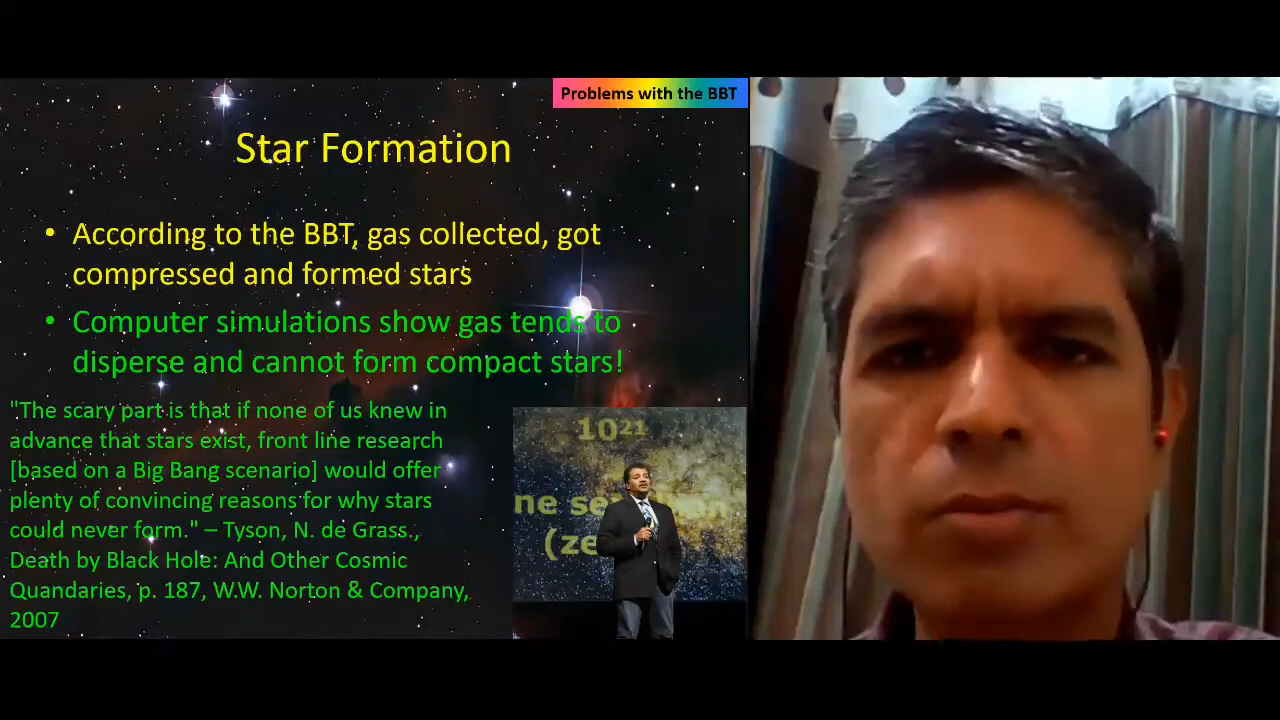 Problems with the BBT
Star Formation
• According to the BBT, gas collected, got
compressed and formed stars
• Computer simulations show gas tends to
disperse and cannot form compact stars!
"The scary part is that if none of us knew in
advance that stars exist, front line research
[based on a Big Bang scenario] would offer
plenty of convincing reasons for why stars
could never form." – Tyson, N. de Grass.,
Death by Black Hole: And Other Cosmic
Quandaries, p. 187, W.W. Norton & Company,
2007
10²¹
ne se
(ze